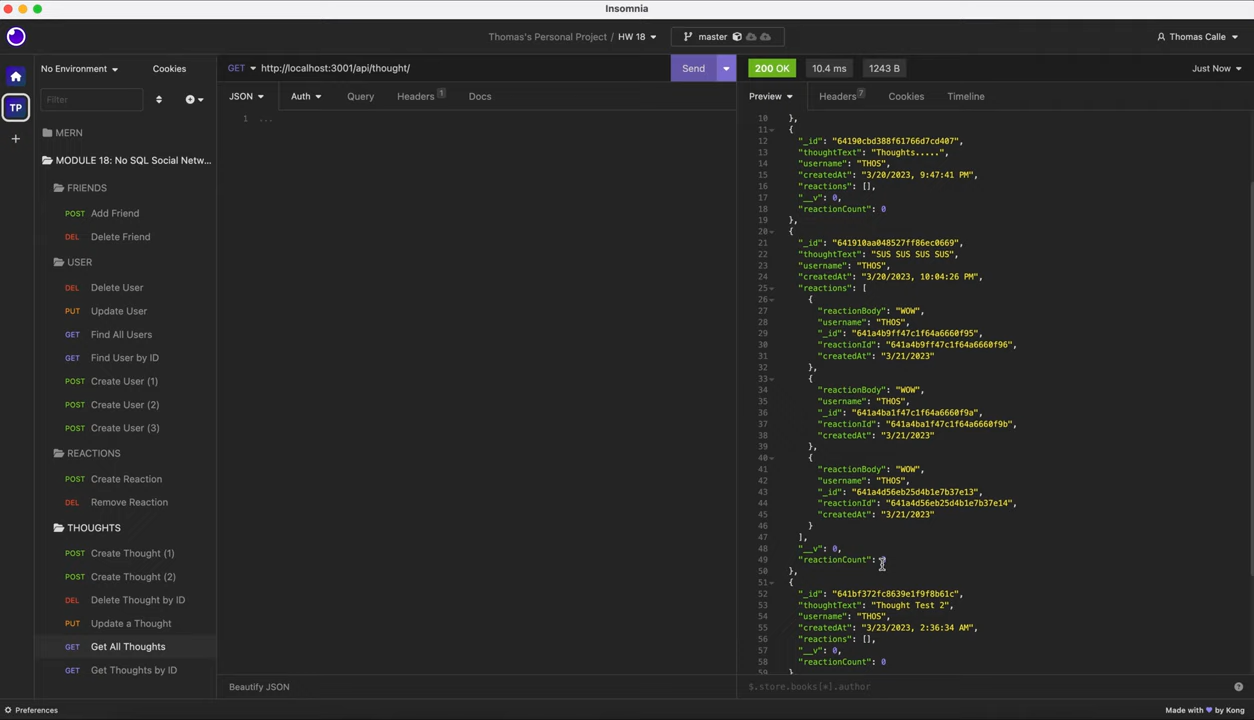 Insomnia
Thomas's Personal Project / HW 18
master
Thomas Calle
No Environment
Cookies
GET http://localhost:3001/api/thought/
Send
200 OK
10.4 ms
1243 B
Just Now
TP
Filter
JSON
Auth
Query
Headers 1
Docs
Preview
Headers 7
Cookies
Timeline
MERN
MODULE 18: No SQL Social Netw...
FRIENDS
POST Add Friend
DEL Delete Friend
USER
DEL Delete User
PUT Update User
GET Find All Users
GET Find User by ID
POST Create User (1)
POST Create User (2)
POST Create User (3)
REACTIONS
POST Create Reaction
DEL Remove Reaction
THOUGHTS
POST Create Thought (1)
POST Create Thought (2)
DEL Delete Thought by ID
PUT Update a Thought
GET Get All Thoughts
GET Get Thoughts by ID
1 ...
10 },
11 {
12 "_id": "64190cbd388f61766d7cd407",
13 "thoughtText": "Thoughts.....",
14 "username": "THOS",
15 "createdAt": "3/20/2023, 9:47:41 PM",
16 "reactions": [],
17 "__v": 0,
18 "reactionCount": 0
19 },
20 {
21 "_id": "641910aa048527ff86ec0669",
22 "thoughtText": "SUS SUS SUS SUS",
23 "username": "THOS",
24 "createdAt": "3/20/2023, 10:04:26 PM",
25 "reactions": [
26 {
27 "reactionBody": "WOW",
28 "username": "THOS",
29 "_id": "641a4b9ff47c1f64a6660f95",
30 "reactionId": "641a4b9ff47c1f64a6660f96",
31 "createdAt": "3/21/2023"
32 },
33 {
34 "reactionBody": "WOW",
35 "username": "THOS",
36 "_id": "641a4ba1f47c1f64a6660f9a",
37 "reactionId": "641a4ba1f47c1f64a6660f9b",
38 "createdAt": "3/21/2023"
39 },
40 {
41 "reactionBody": "WOW",
42 "username": "THOS",
43 "_id": "641a4d56eb25d4b1e7b37e13",
44 "reactionId": "641a4d56eb25d4b1e7b37e14",
45 "createdAt": "3/21/2023"
46 }
47 ],
48 "__v": 0,
49 "reactionCount":
50 },
51 {
52 "_id": "641bf372fc8639e1f9f8b61c",
53 "thoughtText": "Thought Test 2",
54 "username": "THOS",
55 "createdAt": "3/23/2023, 2:36:34 AM",
56 "reactions": [],
57 "__v": 0,
58 "reactionCount": 0
59 },
Beautify JSON
$.store.books[*].author
Preferences
Made with ♥ by Kong